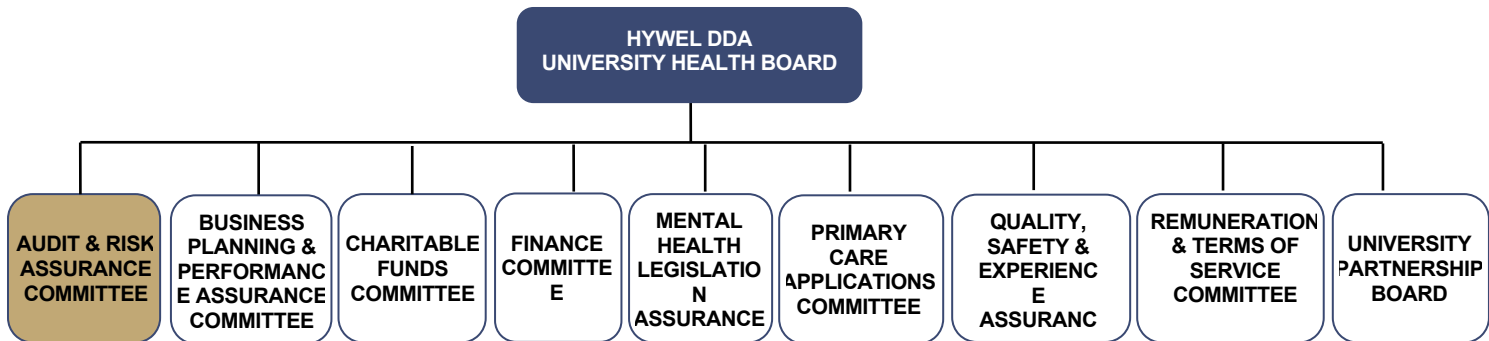 HYWEL DDA
UNIVERSITY HEALTH BOARD
AUDIT & RISK
ASSURANCE
COMMITTEE
BUSINESS
PLANNING &
PERFORMANC
E ASSURANCE
COMMITTEE
CHARITABLE
FUNDS
COMMITTEE
FINANCE
COMMITTE
E
MENTAL
HEALTH
LEGISLATIO
N
ASSURANCE
PRIMARY
CARE
APPLICATIONS
COMMITTEE
QUALITY,
SAFETY &
EXPERIENC
E
ASSURANC
REMUNERATION
& TERMS OF
SERVICE
COMMITTEE
UNIVERSITY
PARTNERSHIP
BOARD